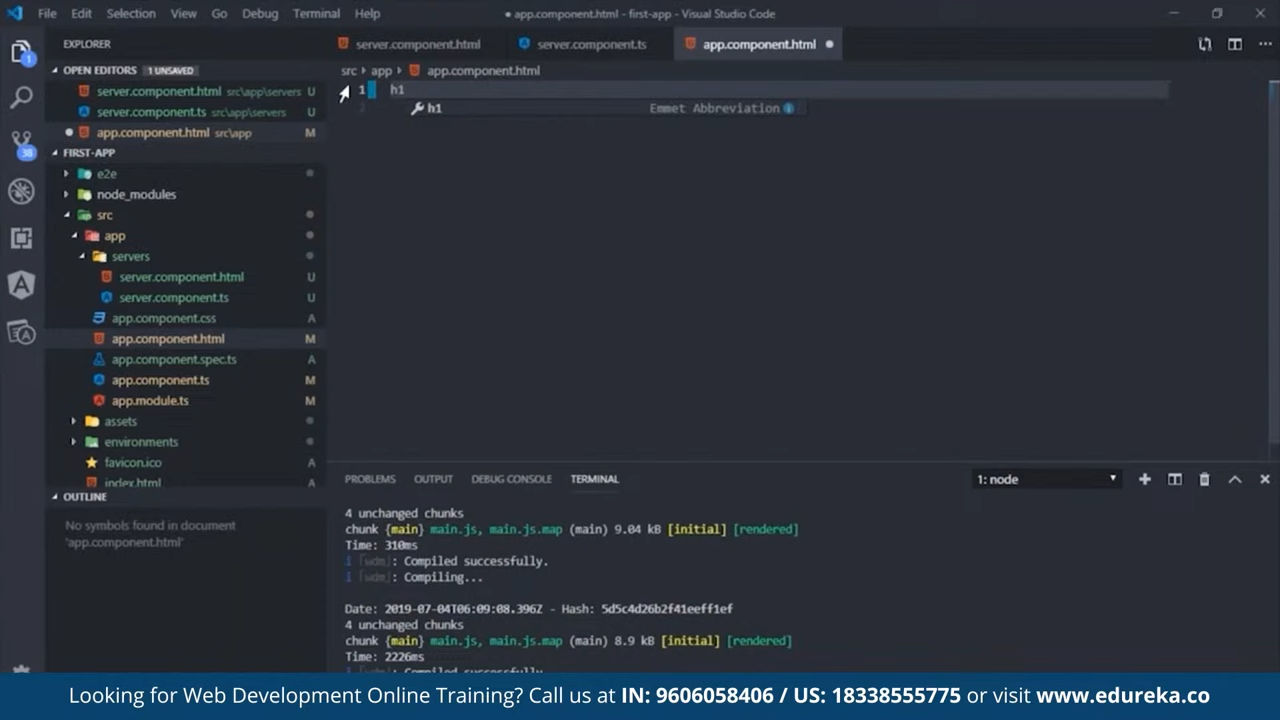 File Edit Selection View Go Debug Terminal Help
● app.component.html - first-app - Visual Studio Code
EXPLORER
server.component.html
server.component.ts
app.component.html
OPEN EDITORS 1 UNSAVED
src app app.component.html
server.component.html src\app\servers U
server.component.ts src\app\servers U
app.component.html src\app M
1 h1
2
h1 Emmet Abbreviation
1
38
FIRST-APP
e2e
node_modules
src
app
servers
server.component.html U
server.component.ts U
app.component.css A
app.component.html M
app.component.spec.ts A
app.component.ts M
app.module.ts M
assets
environments
favicon.ico A
index.html A
OUTLINE
No symbols found in document
'app.component.html'
PROBLEMS OUTPUT DEBUG CONSOLE TERMINAL
1: node
4 unchanged chunks
chunk {main} main.js, main.js.map (main) 9.04 kB [initial] [rendered]
Time: 310ms
i ｢wdm｣: Compiled successfully.
i ｢wdm｣: Compiling...
Date: 2019-07-04T06:09:08.396Z - Hash: 5d5c4d26b2f41eeff1ef
4 unchanged chunks
chunk {main} main.js, main.js.map (main) 8.9 kB [initial] [rendered]
Time: 2226ms
i ｢wdm｣: Compiled successfully.
Looking for Web Development Online Training? Call us at IN: 9606058406 / US: 18338555775 or visit www.edureka.co